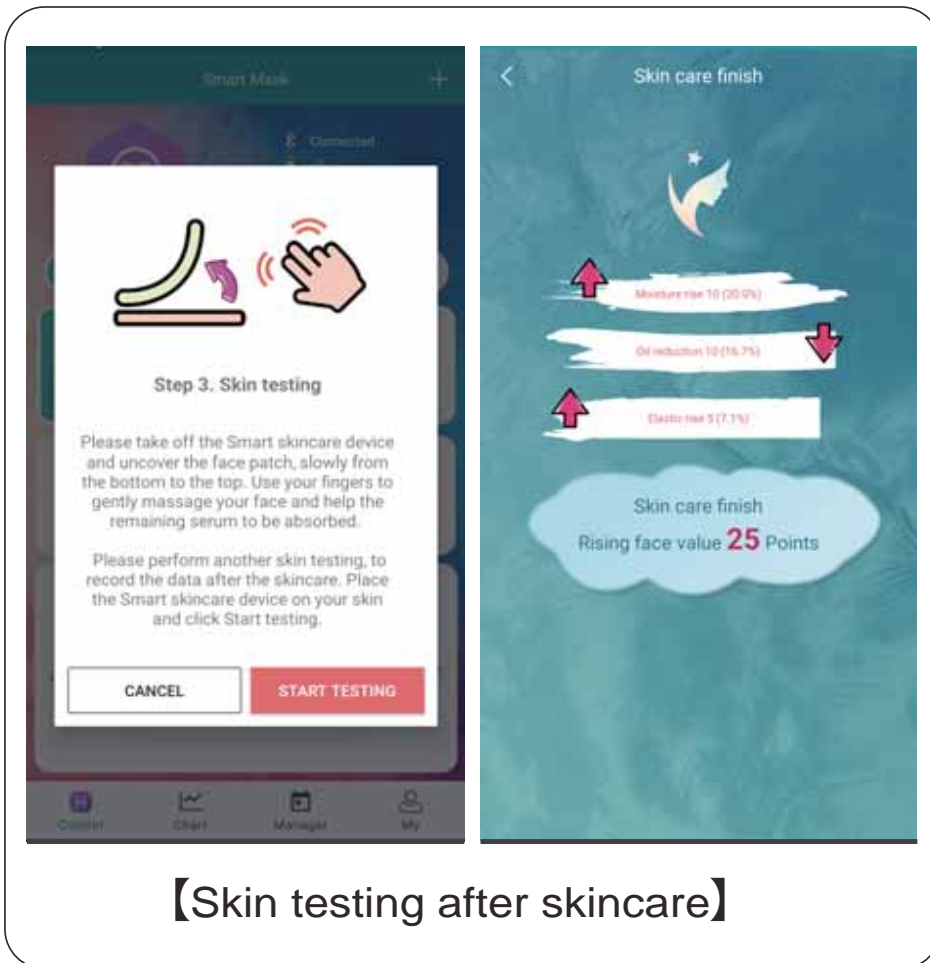 Smart Mask
Connected
Step 3. Skin testing
Please take off the Smart skincare device
and uncover the face patch, slowly from
the bottom to the top. Use your fingers to
gently massage your face and help the
remaining serum to be absorbed.
Please perform another skin testing, to
record the data after the skincare. Place
the Smart skincare device on your skin
and click Start testing.
CANCEL
START TESTING
Control
Chart
Manager
My
Skin care finish
Moisture rise 10 (20.0%)
Oil reduction 10 (16.7%)
Elastic rise 5 (7.1%)
Skin care finish
Rising face value 25 Points
【Skin testing after skincare】